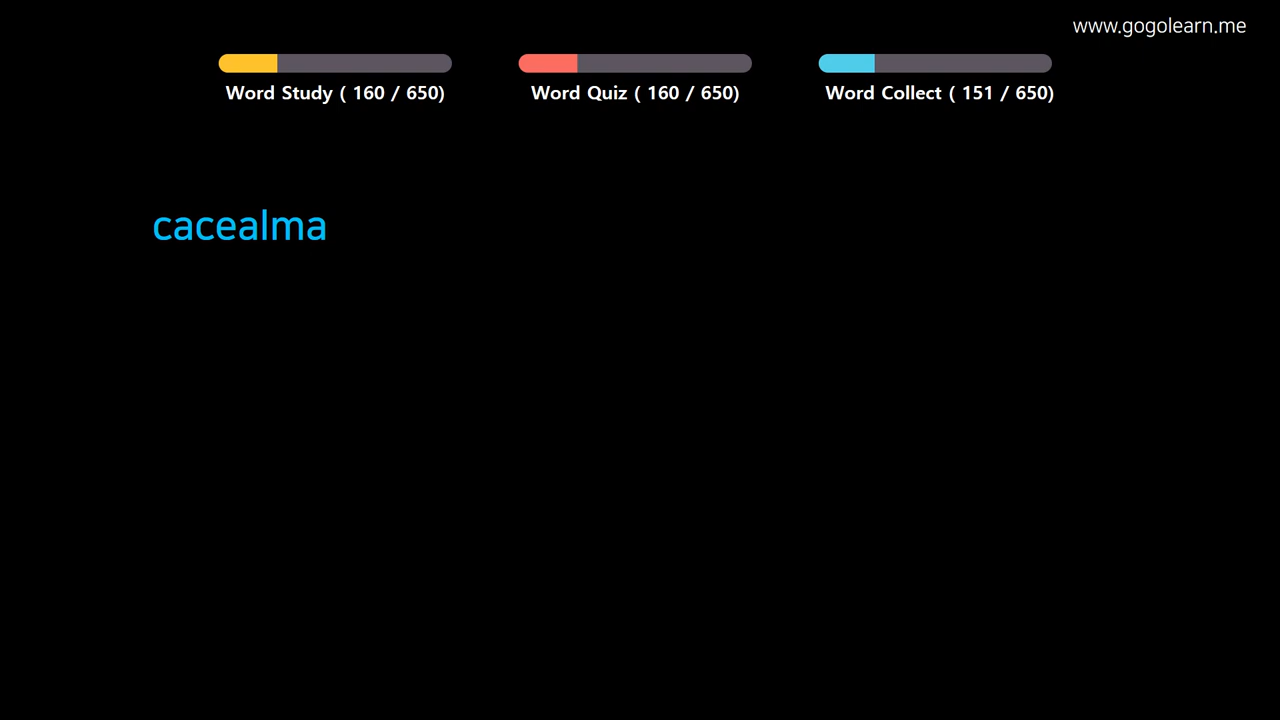 www.gogolearn.me
Word Study ( 160 / 650)
Word Quiz ( 160 / 650)
Word Collect ( 151 / 650)
cacealma